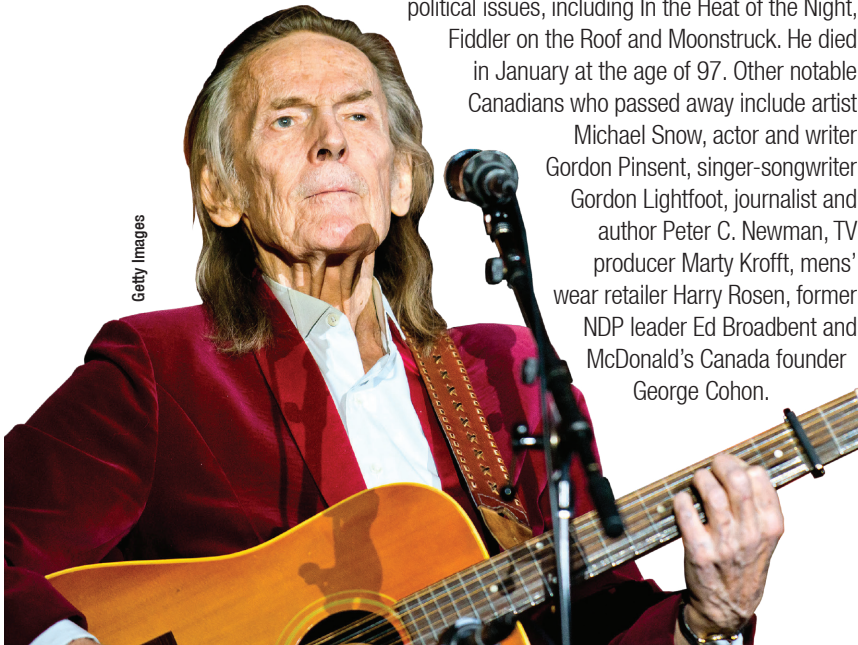 political issues, including In the Heat of the Night,
Fiddler on the Roof and Moonstruck. He died
in January at the age of 97. Other notable
Canadians who passed away include artist
Michael Snow, actor and writer
Gordon Pinsent, singer-songwriter
Gordon Lightfoot, journalist and
author Peter C. Newman, TV
producer Marty Krofft, mens’
wear retailer Harry Rosen, former
NDP leader Ed Broadbent and
McDonald’s Canada founder
George Cohon.
Getty Images